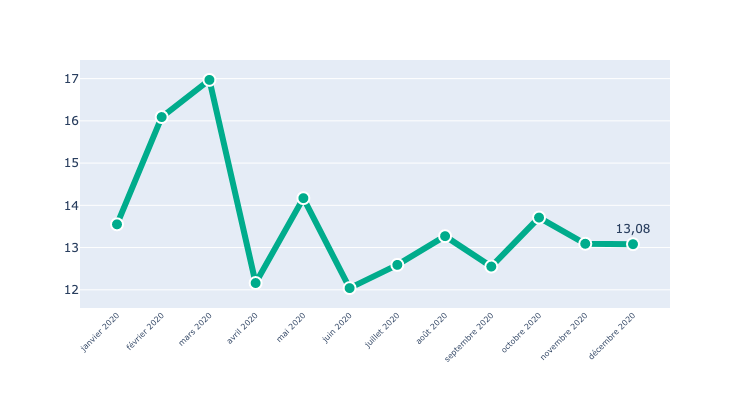 17
16
15
14
13
12
13,08
janvier 2020
février 2020
mars 2020
avril 2020
mai 2020
juin 2020
juillet 2020
août 2020
septembre 2020
octobre 2020
novembre 2020
décembre 2020